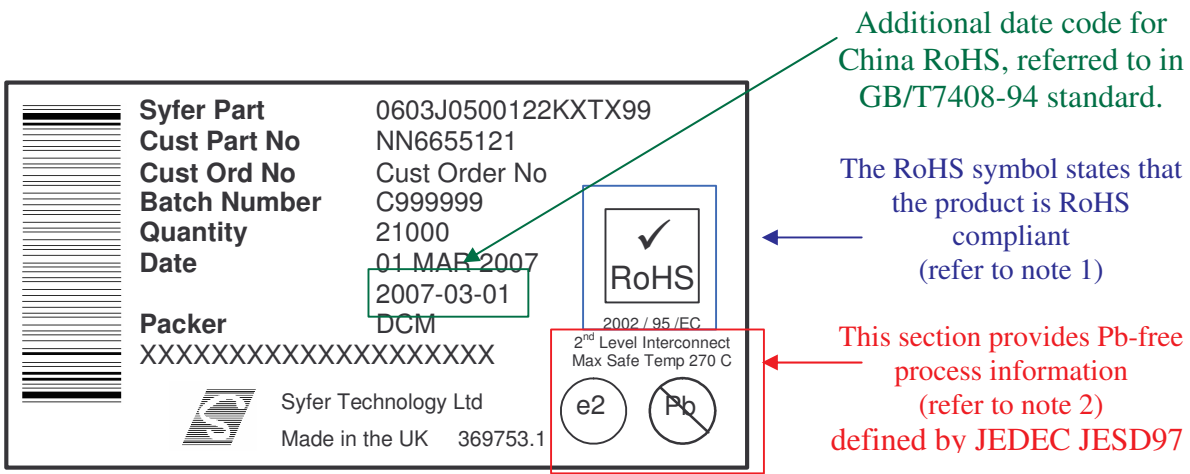 Additional date code for
China RoHS, referred to in
GB/T7408-94 standard.
Syfer Part 0603J0500122KXTX99
Cust Part No NN6655121
Cust Ord No Cust Order No
Batch Number C999999
Quantity 21000
Date 01 MAR 2007
2007-03-01
Packer DCM
XXXXXXXXXXXXXXXXXXXX
S
Syfer Technology Ltd
Made in the UK 369753.1
✓
RoHS
2002 / 95 /EC
2nd Level Interconnect
Max Safe Temp 270 C
e2
Pb
The RoHS symbol states that
the product is RoHS
compliant
(refer to note 1)
This section provides Pb-free
process information
(refer to note 2)
defined by JEDEC JESD97